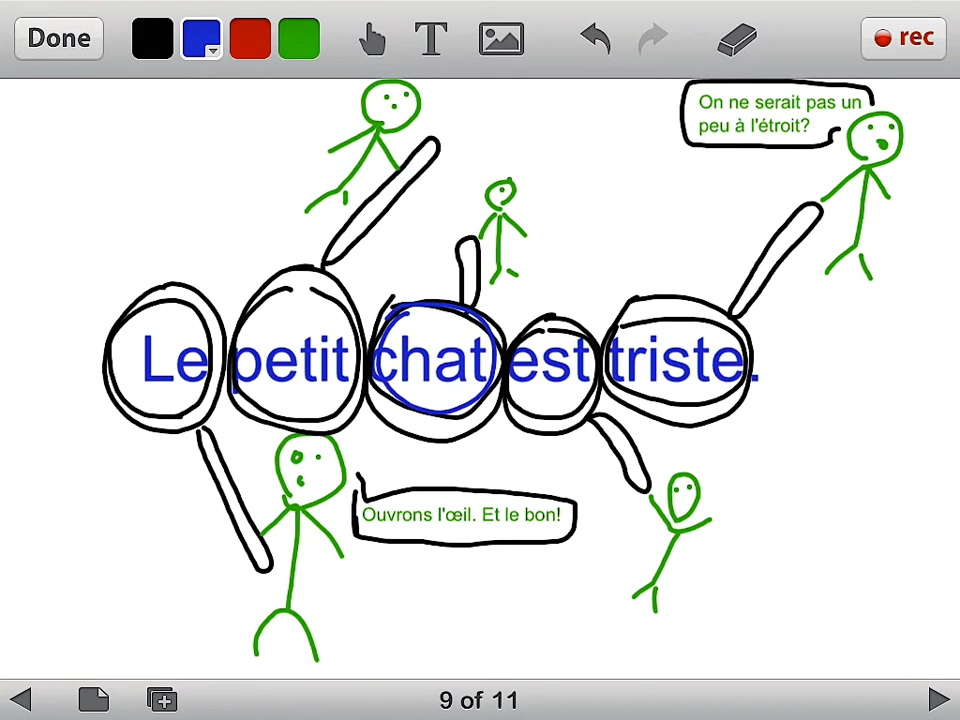 Done
rec
On ne serait pas un
peu à l'étroit?
Le petit chat est triste.
Ouvrons l'œil. Et le bon!
9 of 11